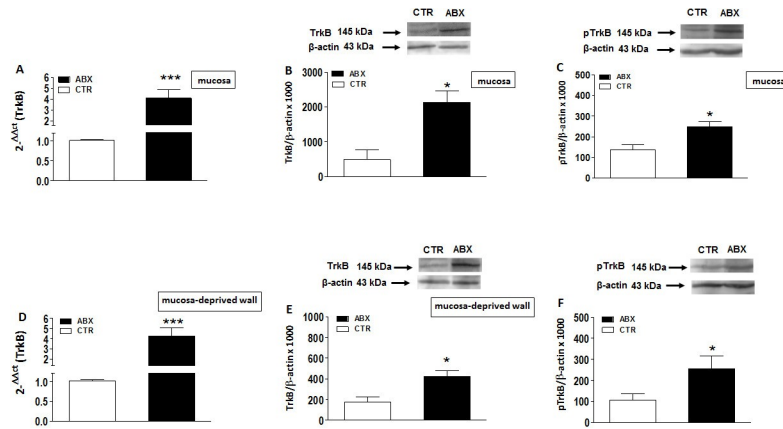 CTR ABX
TrkB 145 kDa
β-actin 43 kDa
CTR ABX
pTrkB 145 kDa
β-actin 43 kDa
A
ABX
CTR
***
mucosa
2-ΔΔct (TrkB)
6
5
4
3
2
1.0
0.5
0.0
B
ABX
CTR
*
mucosa
TrkB/β-actin x 1000
3000
2000
1000
0
C
ABX
CTR
*
mucosa
pTrkB/β-actin x 1000
500
400
300
200
100
0
CTR ABX
TrkB 145 kDa
β-actin 43 kDa
CTR ABX
pTrkB 145 kDa
β-actin 43 kDa
D
ABX
CTR
***
mucosa-deprived wall
2-ΔΔct (TrkB)
6
5
4
3
2
1.0
0.5
0.0
E
ABX
CTR
*
mucosa-deprived wall
TrkB/β-actin x 1000
1000
800
600
400
200
0
F
ABX
CTR
*
pTrkB/β-actin x 1000
500
400
300
200
100
0